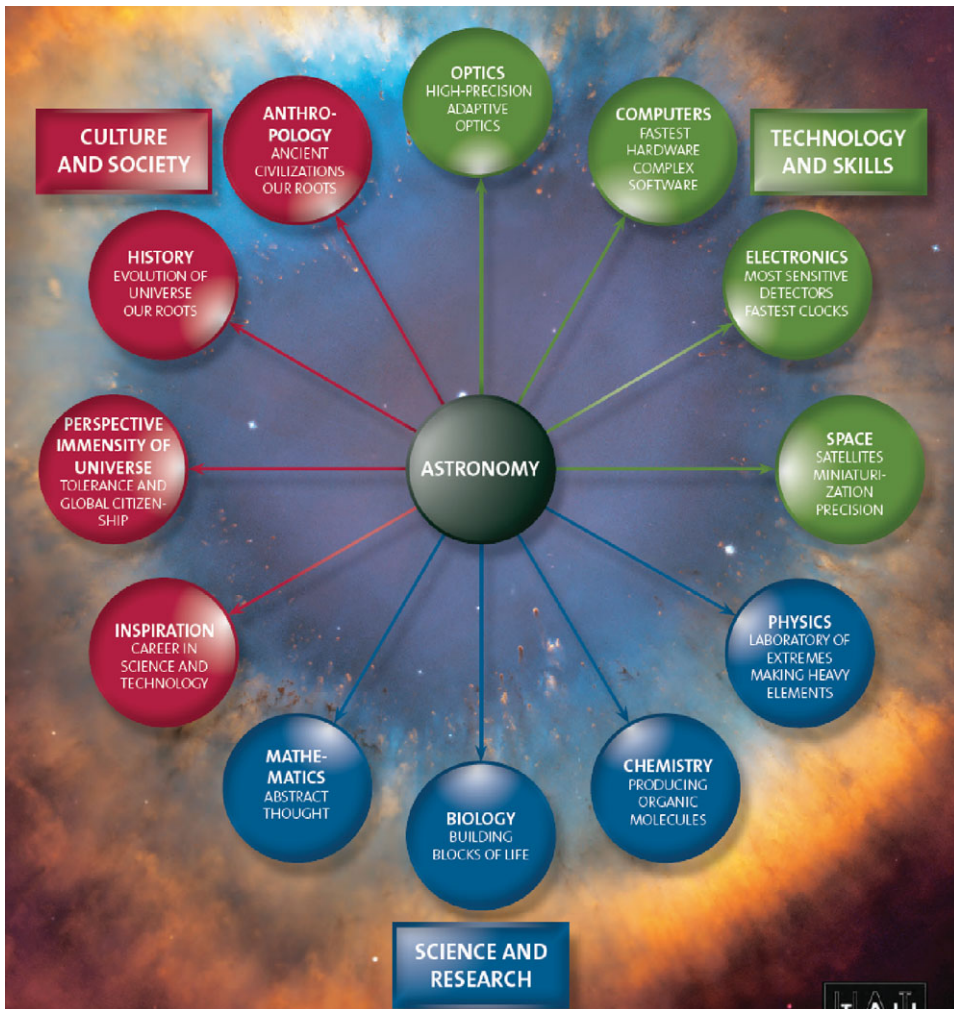 OPTICS
HIGH-PRECISION
ADAPTIVE
OPTICS
COMPUTERS
FASTEST
HARDWARE
COMPLEX
SOFTWARE
TECHNOLOGY
AND SKILLS
ELECTRONICS
MOST SENSITIVE
DETECTORS
FASTEST CLOCKS
SPACE
SATELLITES
MINIATURI-
ZATION
PRECISION
PHYSICS
LABORATORY OF
EXTREMES
MAKING HEAVY
ELEMENTS
CHEMISTRY
PRODUCING
ORGANIC
MOLECULES
BIOLOGY
BUILDING
BLOCKS OF LIFE
SCIENCE AND
RESEARCH
MATHE-
MATICS
ABSTRACT
THOUGHT
INSPIRATION
CAREER IN
SCIENCE AND
TECHNOLOGY
PERSPECTIVE
IMMENSITY OF
UNIVERSE
TOLERANCE AND
GLOBAL CITIZEN-
SHIP
HISTORY
EVOLUTION OF
UNIVERSE
OUR ROOTS
ANTHRO-
POLOGY
ANCIENT
CIVILIZATIONS
OUR ROOTS
CULTURE
AND SOCIETY
ASTRONOMY